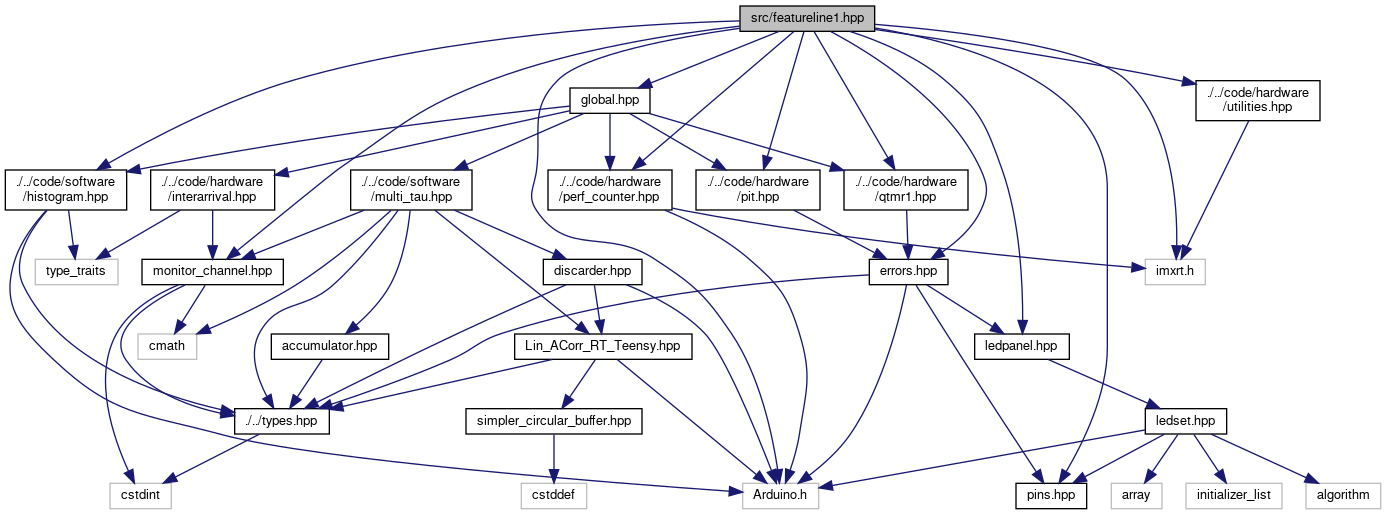 src/featureline1.hpp
global.hpp
./../code/hardware
/utilities.hpp
./../code/software
/histogram.hpp
./../code/hardware
/interarrival.hpp
./../code/software
/multi_tau.hpp
./../code/hardware
/perf_counter.hpp
./../code/hardware
/pit.hpp
./../code/hardware
/qtmr1.hpp
type_traits
monitor_channel.hpp
discarder.hpp
errors.hpp
imxrt.h
cmath
accumulator.hpp
Lin_ACorr_RT_Teensy.hpp
ledpanel.hpp
./../types.hpp
simpler_circular_buffer.hpp
ledset.hpp
cstdint
cstddef
Arduino.h
pins.hpp
array
initializer_list
algorithm